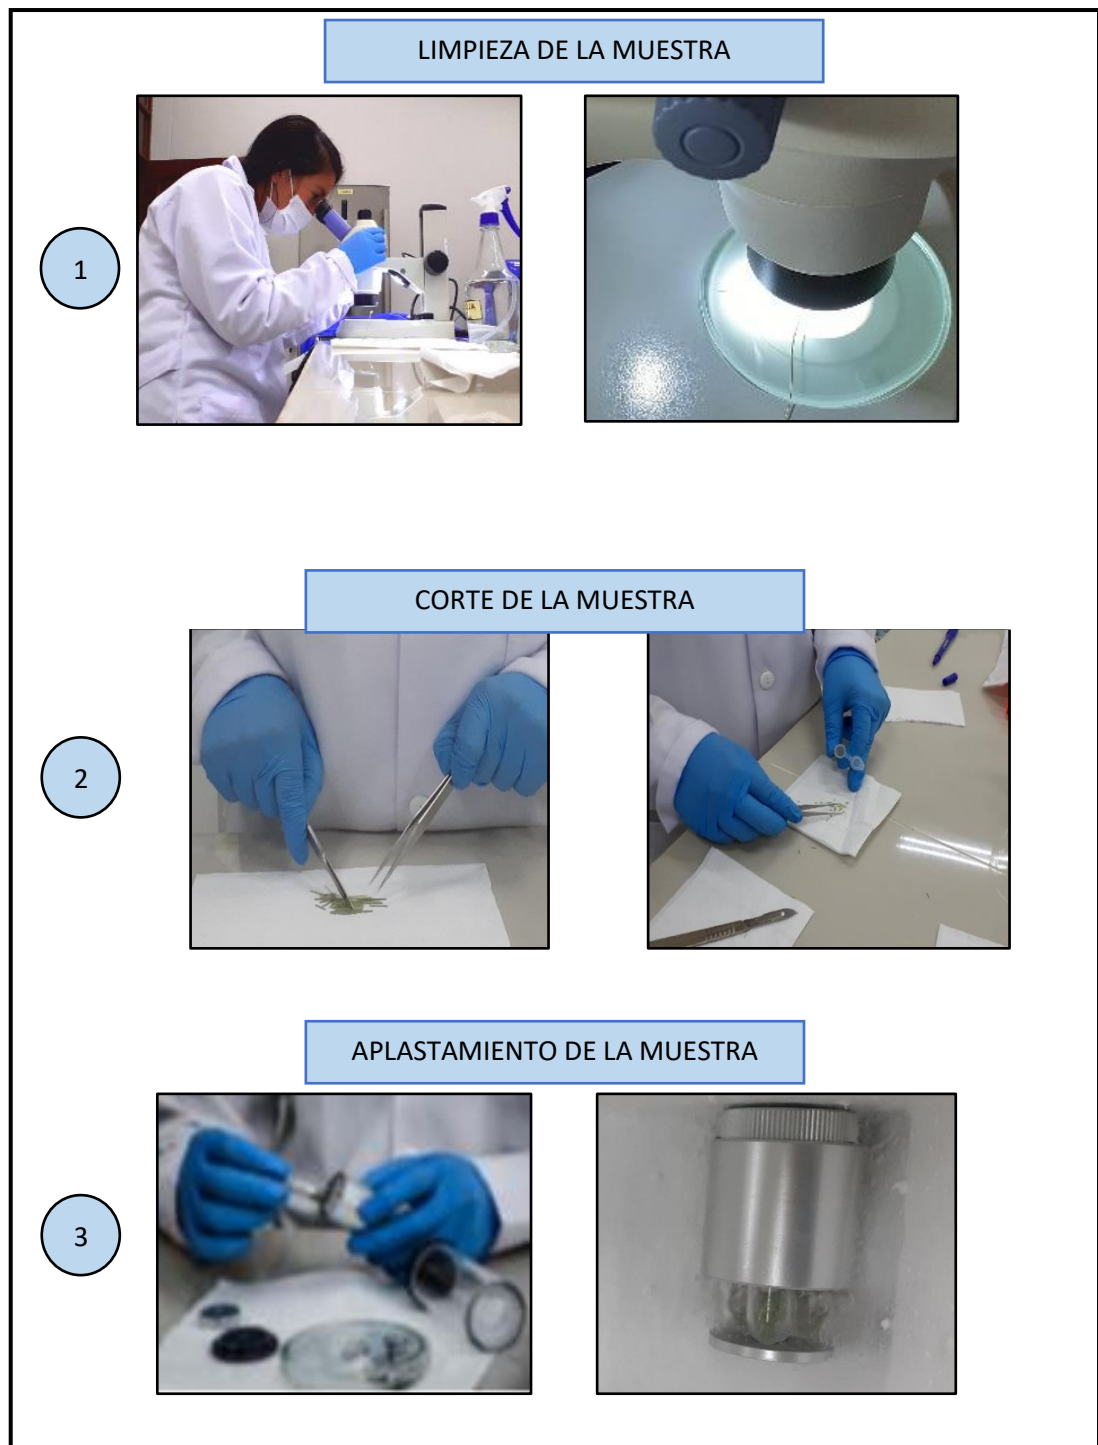 LIMPIEZA DE LA MUESTRA
1
CORTE DE LA MUESTRA
2
APLASTAMIENTO DE LA MUESTRA
3